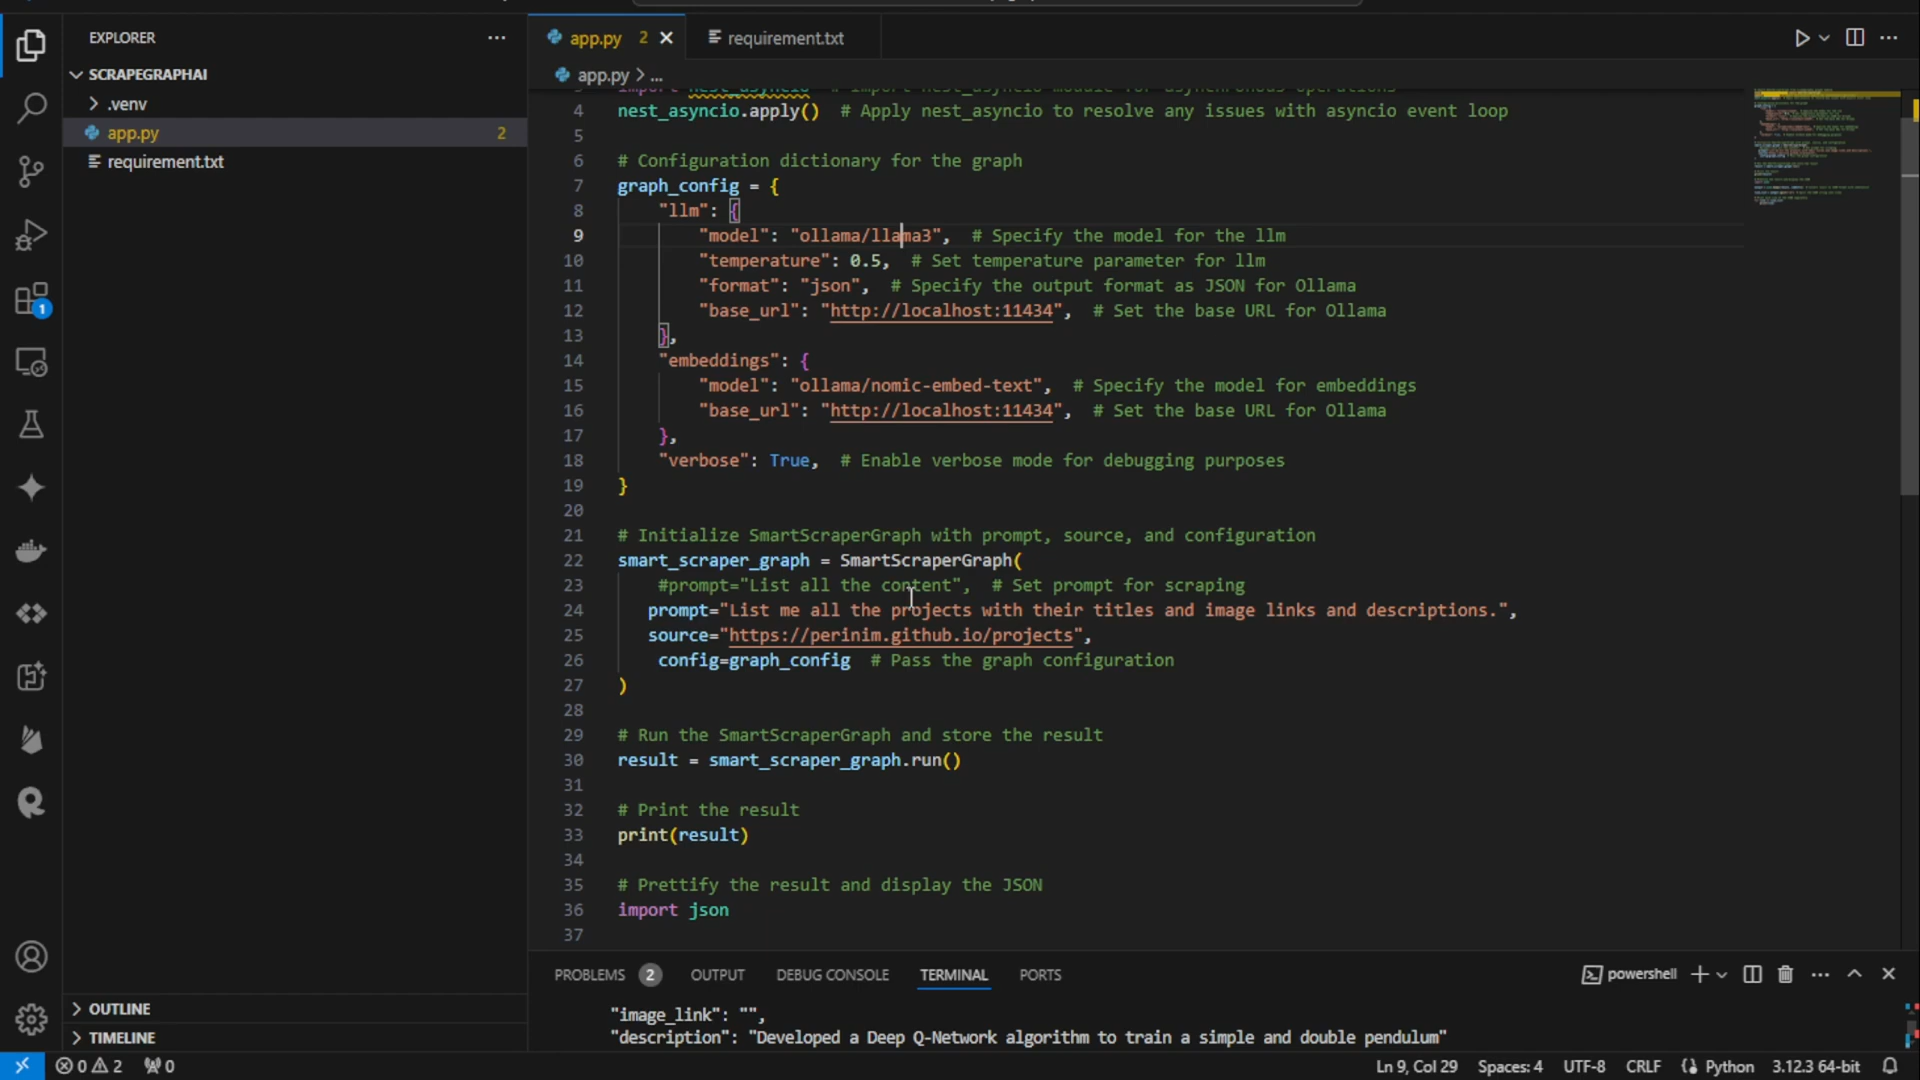 EXPLORER
SCRAPEGRAPHAI
.venv
app.py 2
requirement.txt
OUTLINE
TIMELINE
app.py 2
requirement.txt
app.py > ...
import nest_asyncio # Import nest_asyncio module for asynchronous operations
4 nest_asyncio.apply() # Apply nest_asyncio to resolve any issues with asyncio event loop
5
6 # Configuration dictionary for the graph
7 graph_config = {
8 "llm": {
9 "model": "ollama/llama3", # Specify the model for the llm
10 "temperature": 0.5, # Set temperature parameter for llm
11 "format": "json", # Specify the output format as JSON for Ollama
12 "base_url": "http://localhost:11434", # Set the base URL for Ollama
13 },
14 "embeddings": {
15 "model": "ollama/nomic-embed-text", # Specify the model for embeddings
16 "base_url": "http://localhost:11434", # Set the base URL for Ollama
17 },
18 "verbose": True, # Enable verbose mode for debugging purposes
19 }
20
21 # Initialize SmartScraperGraph with prompt, source, and configuration
22 smart_scraper_graph = SmartScraperGraph(
23 #prompt="List all the content", # Set prompt for scraping
24 prompt="List me all the projects with their titles and image links and descriptions.",
25 source="https://perinim.github.io/projects",
26 config=graph_config # Pass the graph configuration
27 )
28
29 # Run the SmartScraperGraph and store the result
30 result = smart_scraper_graph.run()
31
32 # Print the result
33 print(result)
34
35 # Prettify the result and display the JSON
36 import json
37
PROBLEMS 2 OUTPUT DEBUG CONSOLE TERMINAL PORTS powershell
"image_link": "",
"description": "Developed a Deep Q-Network algorithm to train a simple and double pendulum"
1
0 2 0 Ln 9, Col 29 Spaces: 4 UTF-8 CRLF Python 3.12.3 64-bit